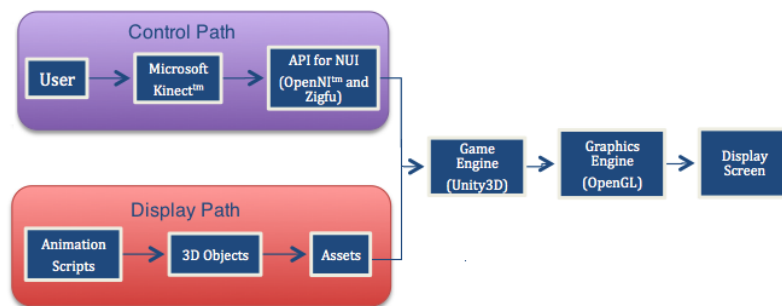 Control Path
User
Microsoft
Kinect™
API for NUI
(OpenNI™ and
Zigfu)
Game
Engine
(Unity3D)
Graphics
Engine
(OpenGL)
Display
Screen
Display Path
Animation
Scripts
3D Objects
Assets